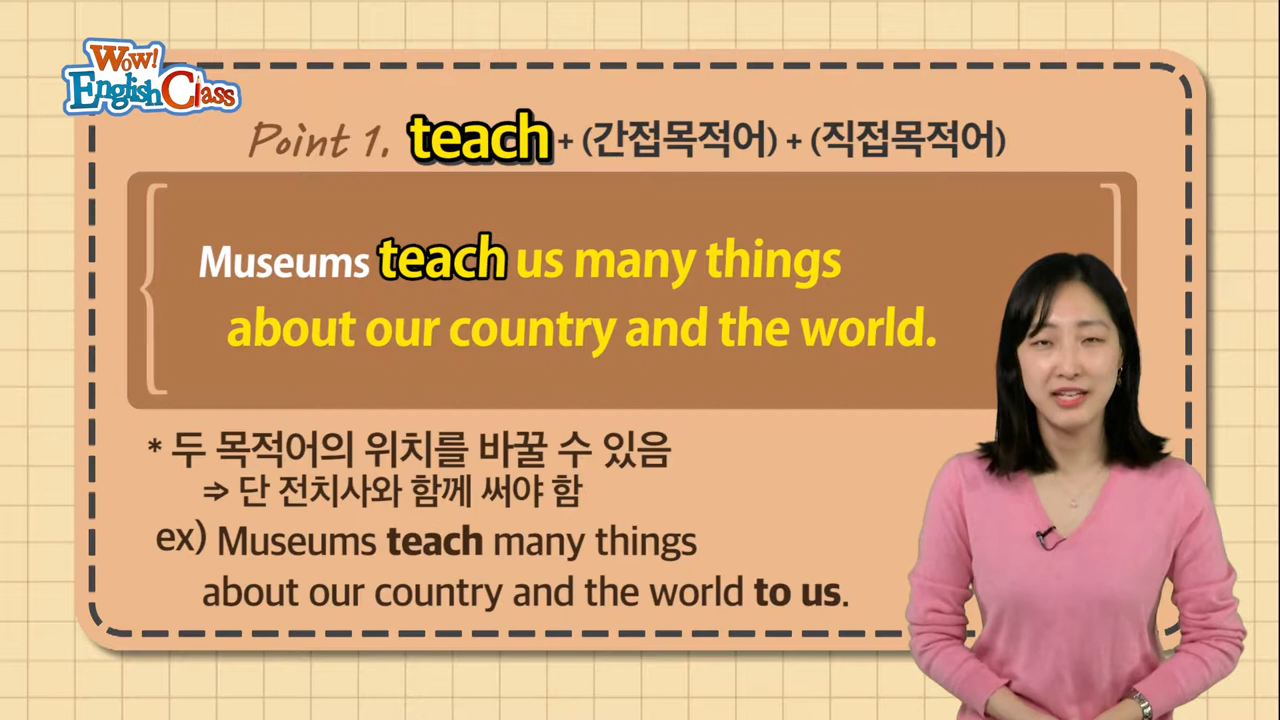 Wow!
English Class
Point 1. teach + (간접목적어) + (직접목적어)
Museums teach us many things
about our country and the world.
* 두 목적어의 위치를 바꿀 수 있음
⇒ 단 전치사와 함께 써야 함
ex) Museums teach many things
about our country and the world to us.